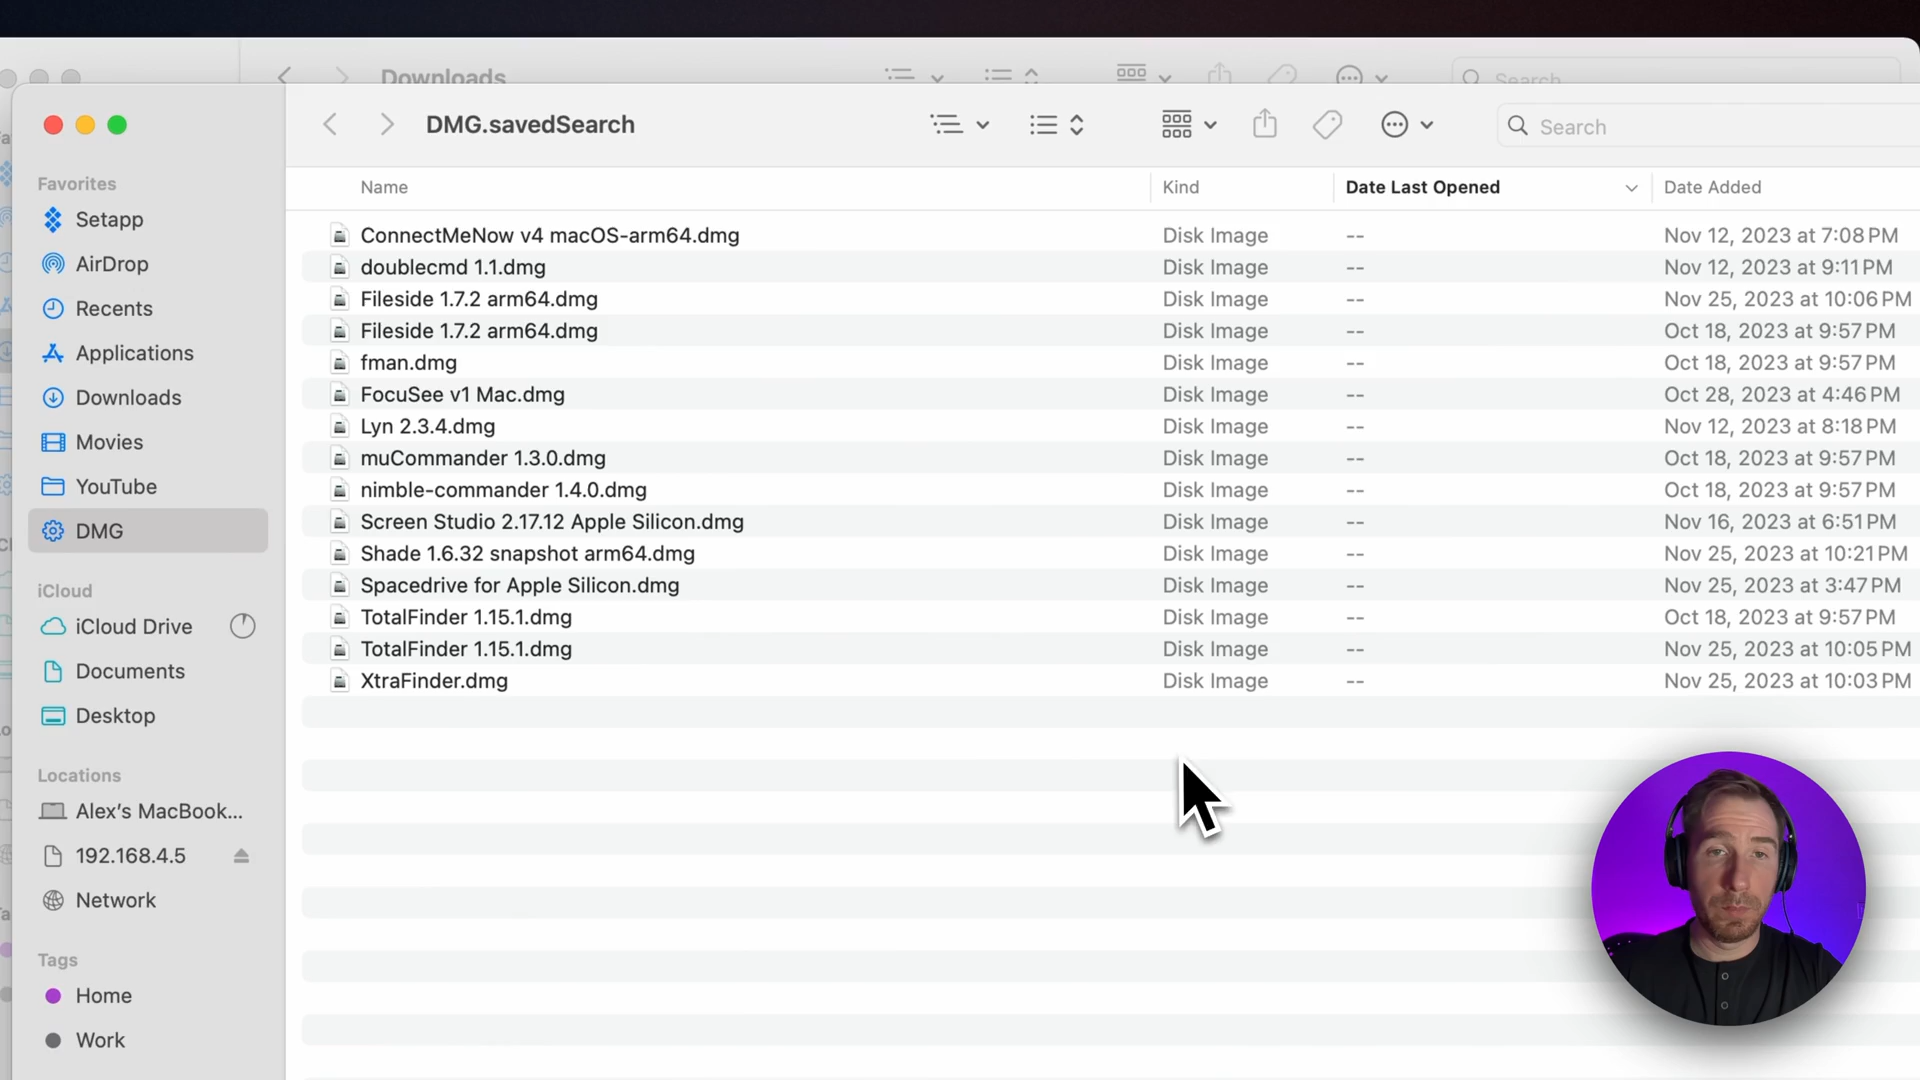 Downloads
Search
DMG.savedSearch
Search
Favorites
Setapp
AirDrop
Recents
Applications
Downloads
Movies
YouTube
DMG
iCloud
iCloud Drive
Documents
Desktop
Locations
Alex’s MacBook...
192.168.4.5
Network
Tags
Home
Work
Name Kind Date Last Opened Date Added
ConnectMeNow v4 macOS-arm64.dmg Disk Image -- Nov 12, 2023 at 7:08 PM
doublecmd 1.1.dmg Disk Image -- Nov 12, 2023 at 9:11 PM
Fileside 1.7.2 arm64.dmg Disk Image -- Nov 25, 2023 at 10:06 PM
Fileside 1.7.2 arm64.dmg Disk Image -- Oct 18, 2023 at 9:57 PM
fman.dmg Disk Image -- Oct 18, 2023 at 9:57 PM
FocuSee v1 Mac.dmg Disk Image -- Oct 28, 2023 at 4:46 PM
Lyn 2.3.4.dmg Disk Image -- Nov 12, 2023 at 8:18 PM
muCommander 1.3.0.dmg Disk Image -- Oct 18, 2023 at 9:57 PM
nimble-commander 1.4.0.dmg Disk Image -- Oct 18, 2023 at 9:57 PM
Screen Studio 2.17.12 Apple Silicon.dmg Disk Image -- Nov 16, 2023 at 6:51 PM
Shade 1.6.32 snapshot arm64.dmg Disk Image -- Nov 25, 2023 at 10:21 PM
Spacedrive for Apple Silicon.dmg Disk Image -- Nov 25, 2023 at 3:47 PM
TotalFinder 1.15.1.dmg Disk Image -- Oct 18, 2023 at 9:57 PM
TotalFinder 1.15.1.dmg Disk Image -- Nov 25, 2023 at 10:05 PM
XtraFinder.dmg Disk Image -- Nov 25, 2023 at 10:03 PM